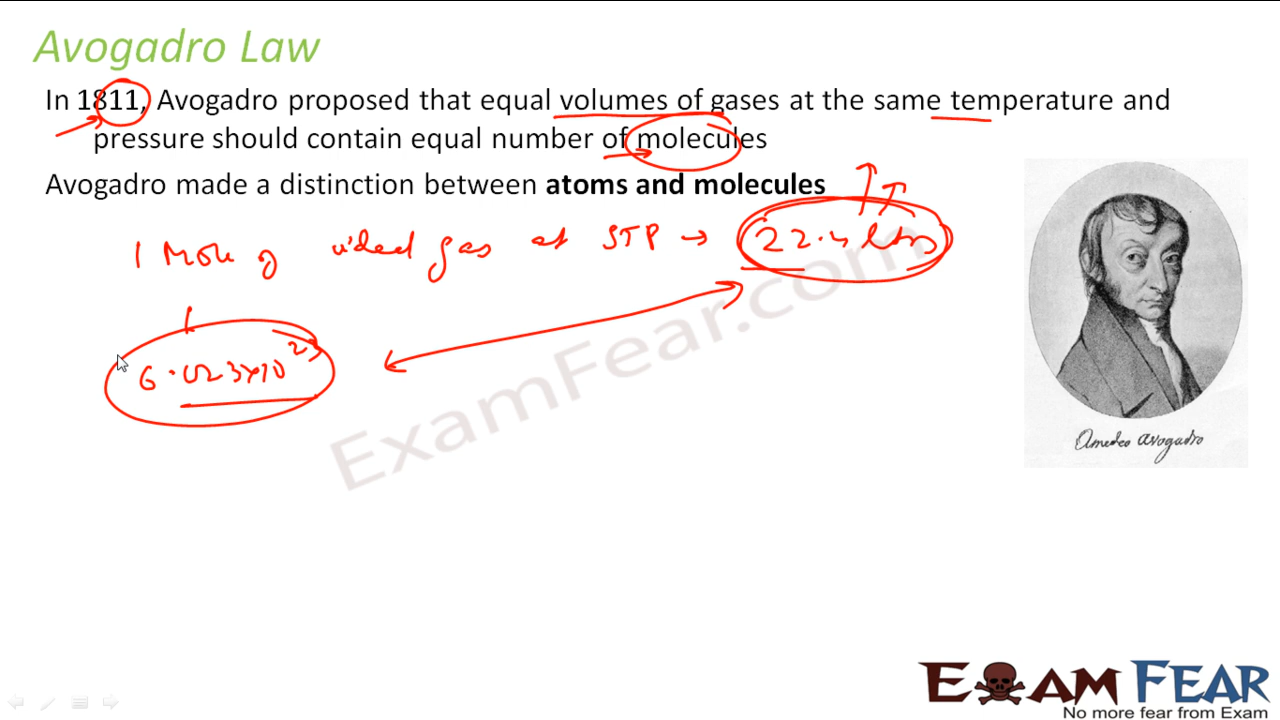 Avogadro Law
In 1811, Avogadro proposed that equal volumes of gases at the same temperature and
pressure should contain equal number of molecules
Avogadro made a distinction between atoms and molecules
1 Mole of ideal gas at STP → 22.4 ltrs
6.023×10²³
Amedeo Avogadro
ExamFear.com
EXAM FEAR
No more fear from Exam